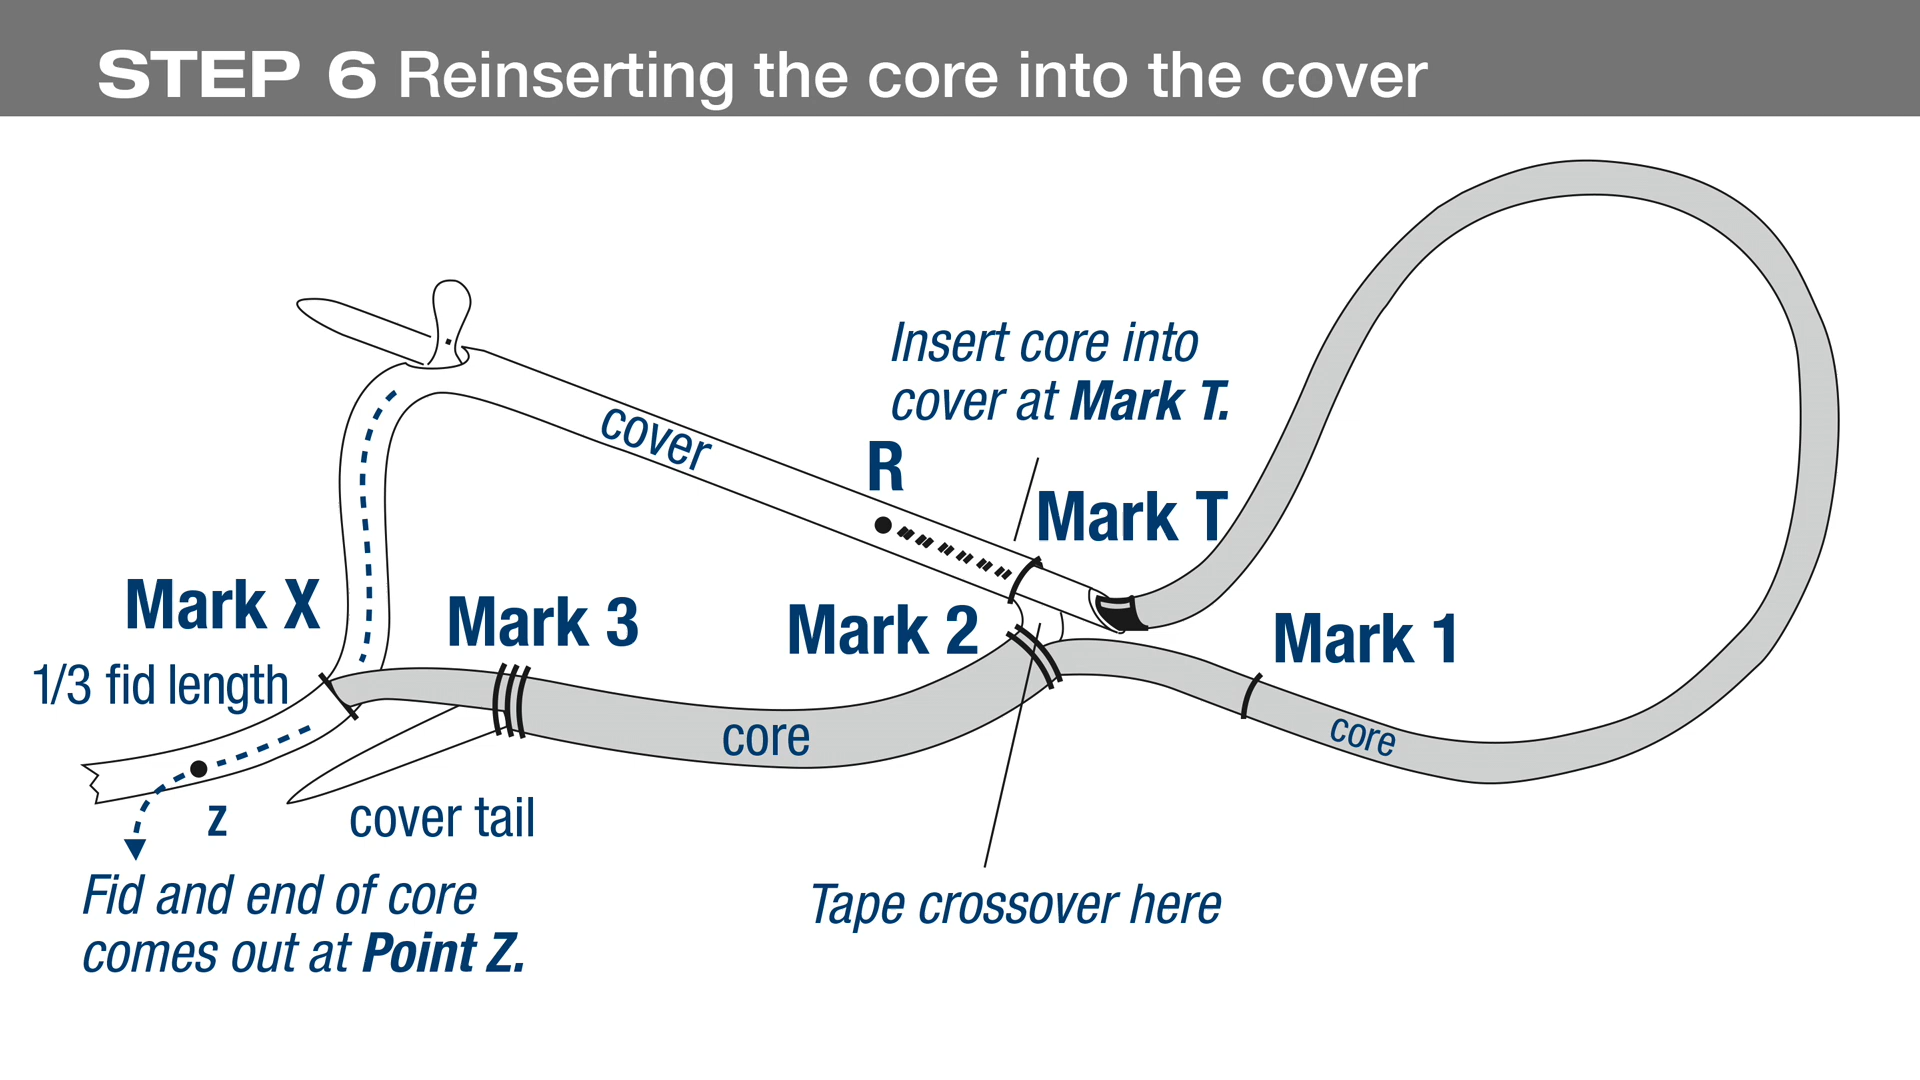 STEP 6 Reinserting the core into the cover
Insert core into
cover at Mark T.
cover
R
Mark T
Mark X
1/3 fid length
Mark 3
Mark 2
Mark 1
core
core
z
cover tail
Fid and end of core
comes out at Point Z.
Tape crossover here